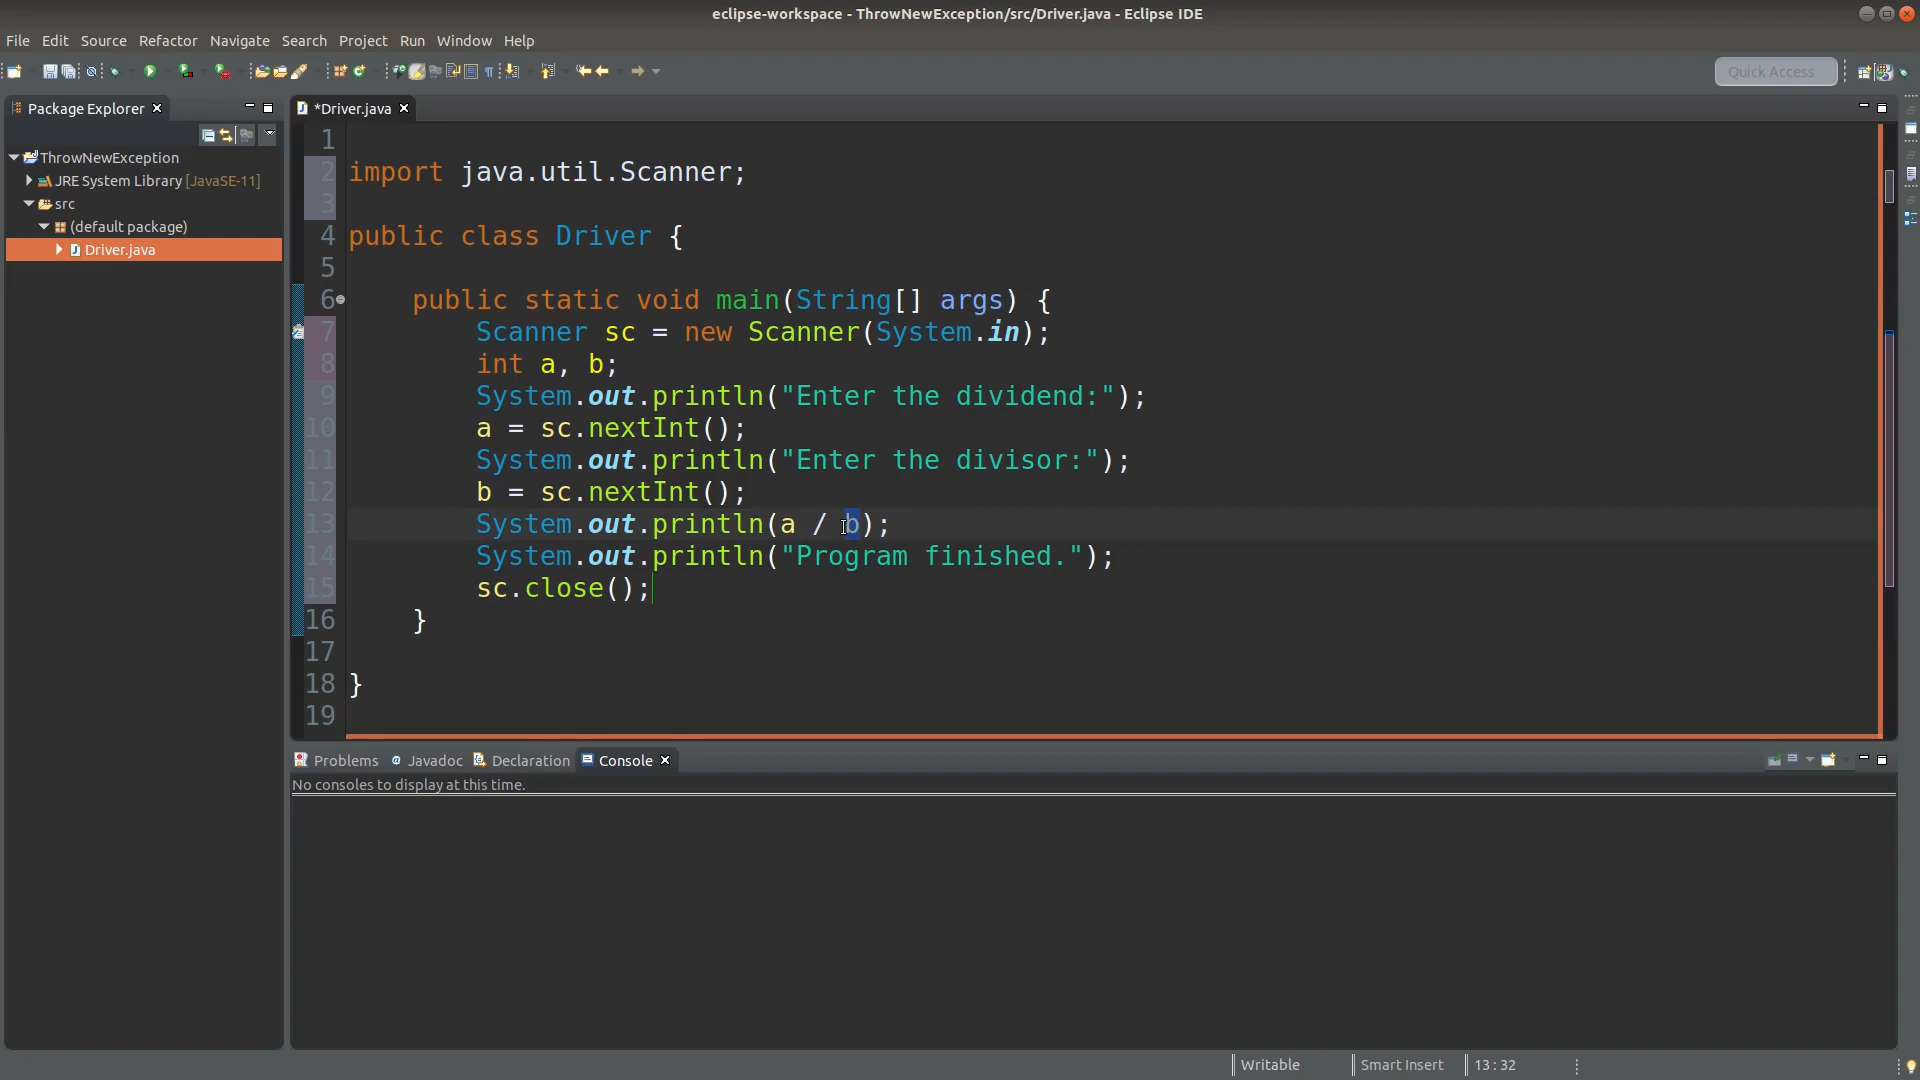 eclipse-workspace - ThrowNewException/src/Driver.java - Eclipse IDE
File Edit Source Refactor Navigate Search Project Run Window Help
Quick Access
Package Explorer
*Driver.java
ThrowNewException
JRE System Library [JavaSE-11]
src
(default package)
Driver.java
1
2 import java.util.Scanner;
3
4 public class Driver {
5
6 public static void main(String[] args) {
7 Scanner sc = new Scanner(System.in);
8 int a, b;
9 System.out.println("Enter the dividend:");
10 a = sc.nextInt();
11 System.out.println("Enter the divisor:");
12 b = sc.nextInt();
13 System.out.println(a / b);
14 System.out.println("Program finished.");
15 sc.close();
16 }
17
18 }
19
Problems Javadoc Declaration Console
No consoles to display at this time.
Writable Smart Insert 13 : 32